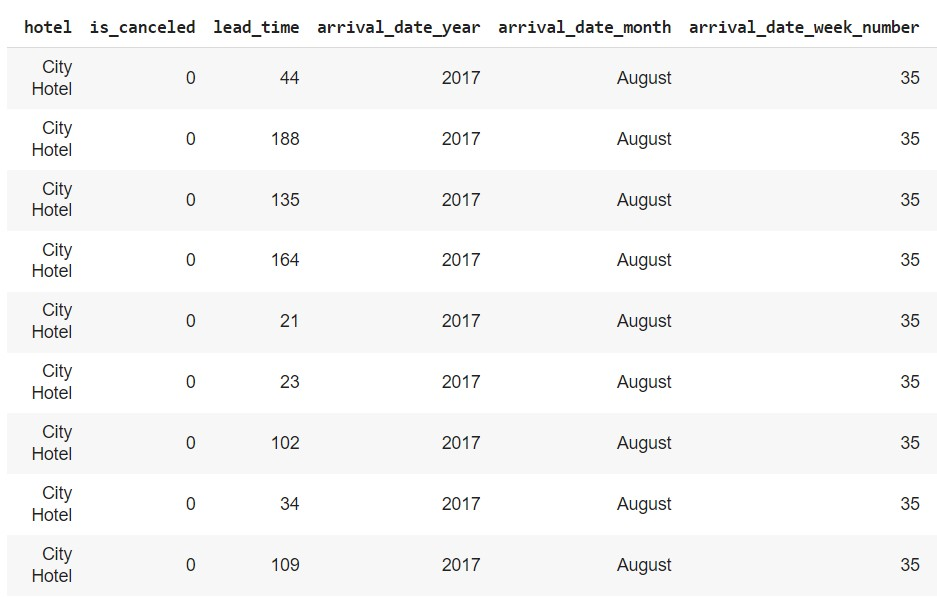 hotel is_canceled lead_time arrival_date_year arrival_date_month arrival_date_week_number
City Hotel 0 44 2017 August 35
City Hotel 0 188 2017 August 35
City Hotel 0 135 2017 August 35
City Hotel 0 164 2017 August 35
City Hotel 0 21 2017 August 35
City Hotel 0 23 2017 August 35
City Hotel 0 102 2017 August 35
City Hotel 0 34 2017 August 35
City Hotel 0 109 2017 August 35